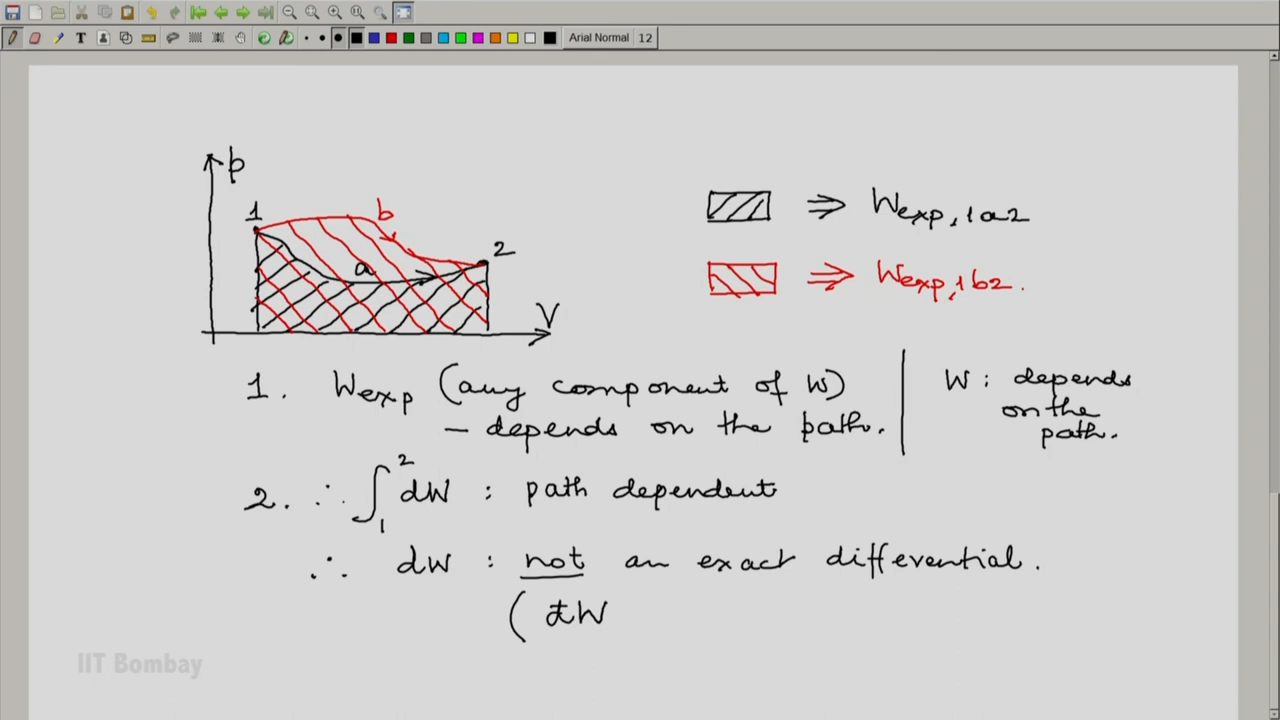 T
Arial Normal 12
p
1
b
a
2
V
⇒ Wexp,1a2
⇒ Wexp,1b2.
1. Wexp (any component of W)
– depends on the path.
W : depends
on the
path.
2. ∴ ∫₁² dW : path dependent
∴ dW : not an exact differential.
( đW
IIT Bombay